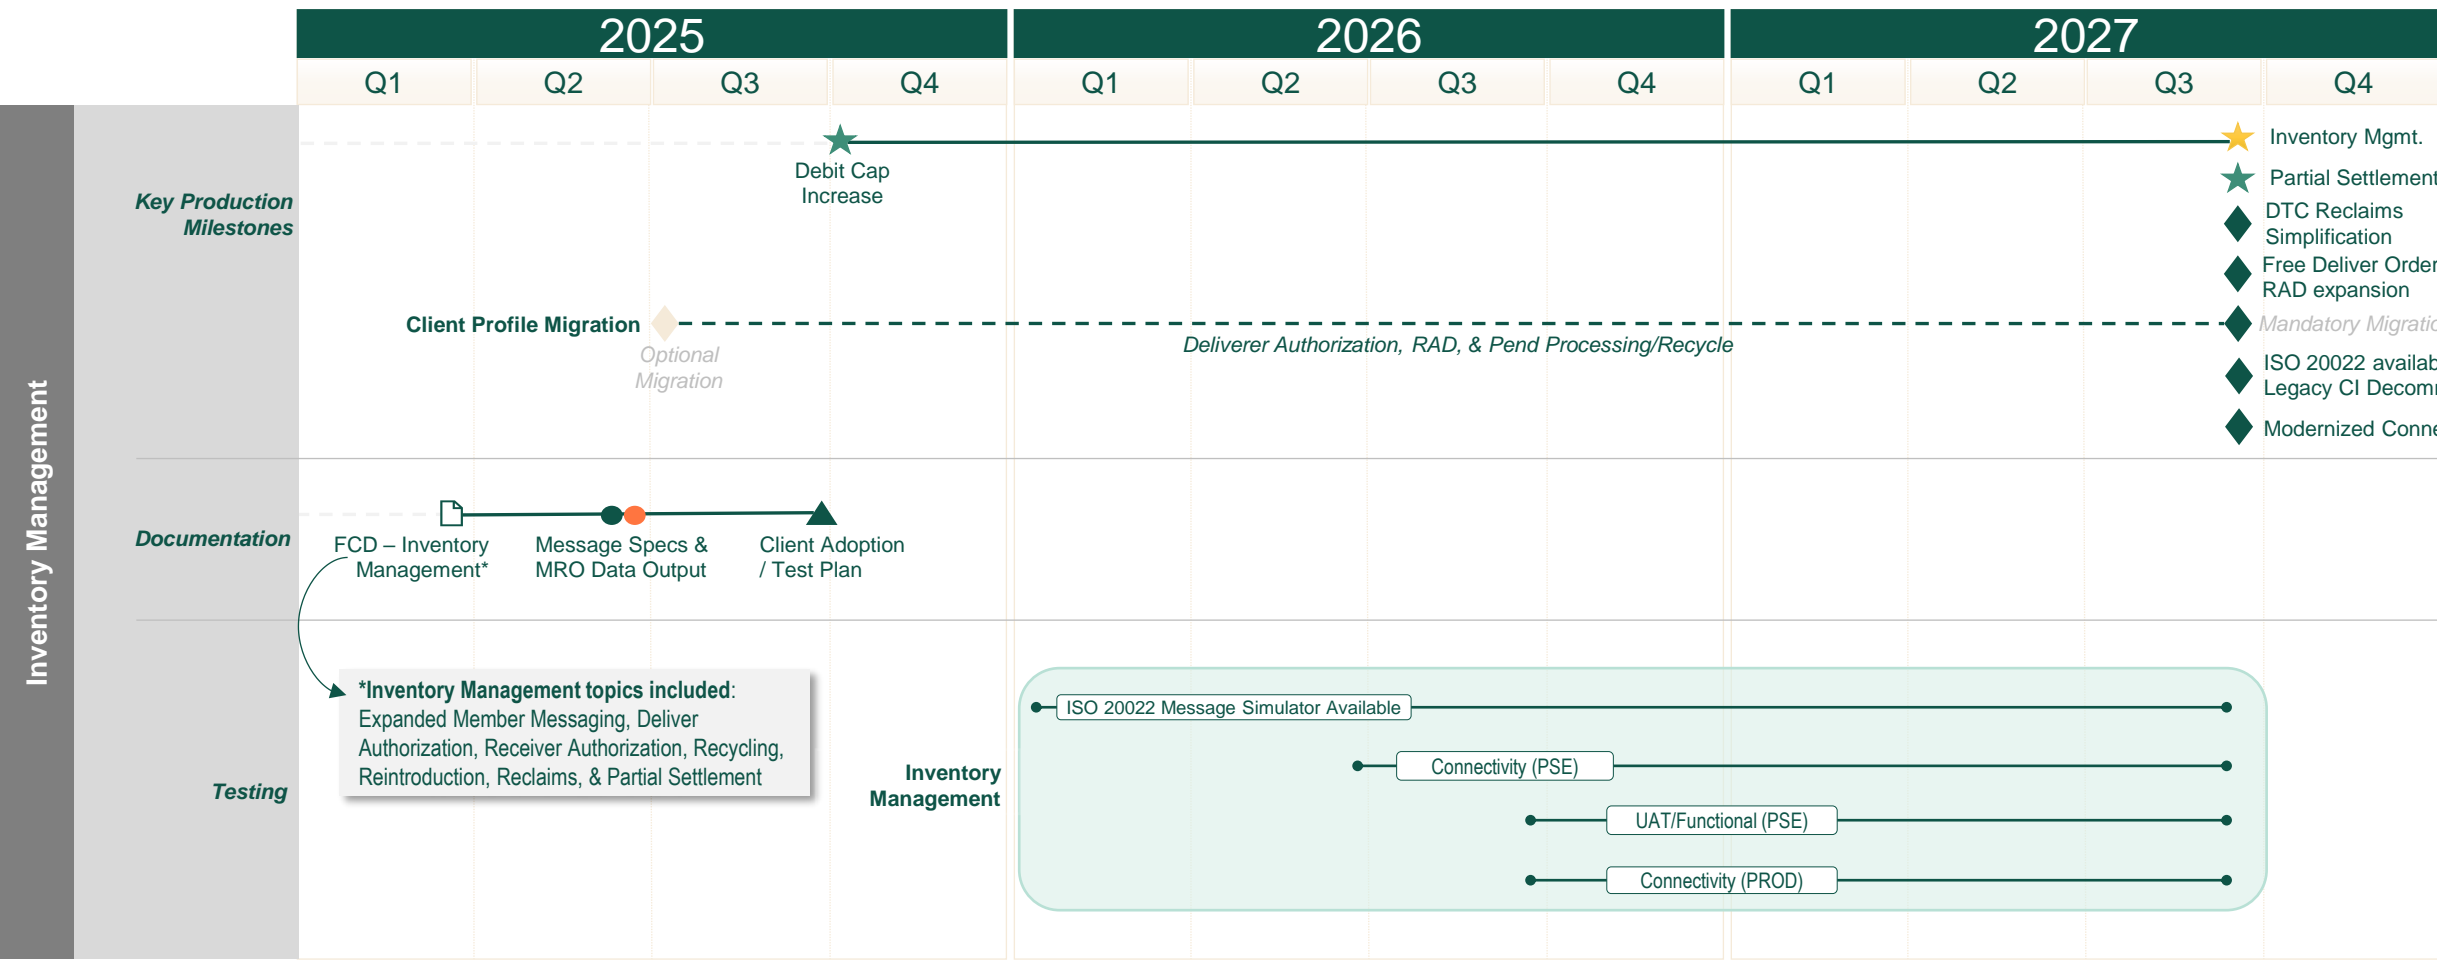 2025
2026
2027
Q1
Q2
Q3
Q4
Q1
Q2
Q3
Q4
Q1
Q2
Q3
Q4
Inventory Management
Key Production
Milestones
Debit Cap
Increase
Inventory Mgmt.
Partial Settlement
DTC Reclaims
Simplification
Free Deliver Order
RAD expansion
Client Profile Migration
Optional
Migration
Deliverer Authorization, RAD, & Pend Processing/Recycle
Mandatory
ISO 20022
Legacy CI
Modernized
Documentation
FCD – Inventory
Management*
Message Specs &
MRO Data Output
Client Adoption
/ Test Plan
Testing
*Inventory Management topics included:
Expanded Member Messaging, Deliver
Authorization, Receiver Authorization, Recycling,
Reintroduction, Reclaims, & Partial Settlement
Inventory
Management
ISO 20022 Message Simulator Available
Connectivity (PSE)
UAT/Functional (PSE)
Connectivity (PROD)